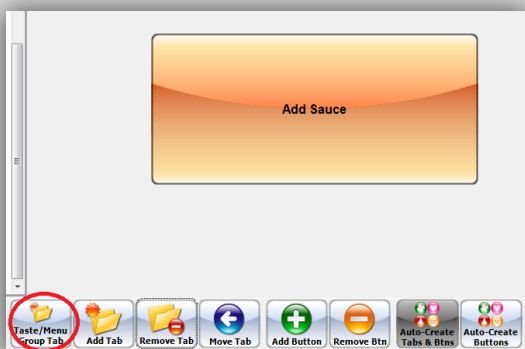 Add Sauce
Taste/Menu
Group Tab
Add Tab
Remove Tab
Move Tab
Add Button
Remove Btn
Auto-Create
Tabs & Btns
Auto-Create
Buttons